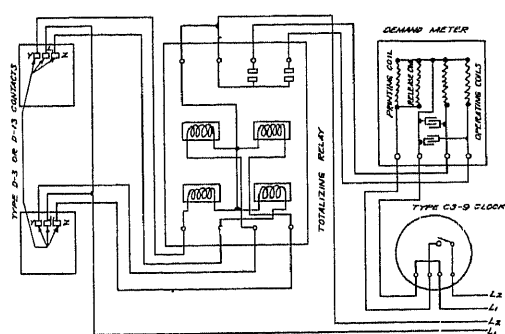 DEMAND METER
PRINTING COIL
RELEASE COIL
OPERATING COILS
TYPE D-3 OR D-13 CONTACTS
Y
Z
TOTALIZING RELAY
TYPE C3-9 CLOCK
Y
Z
L2
L1
L2
L1